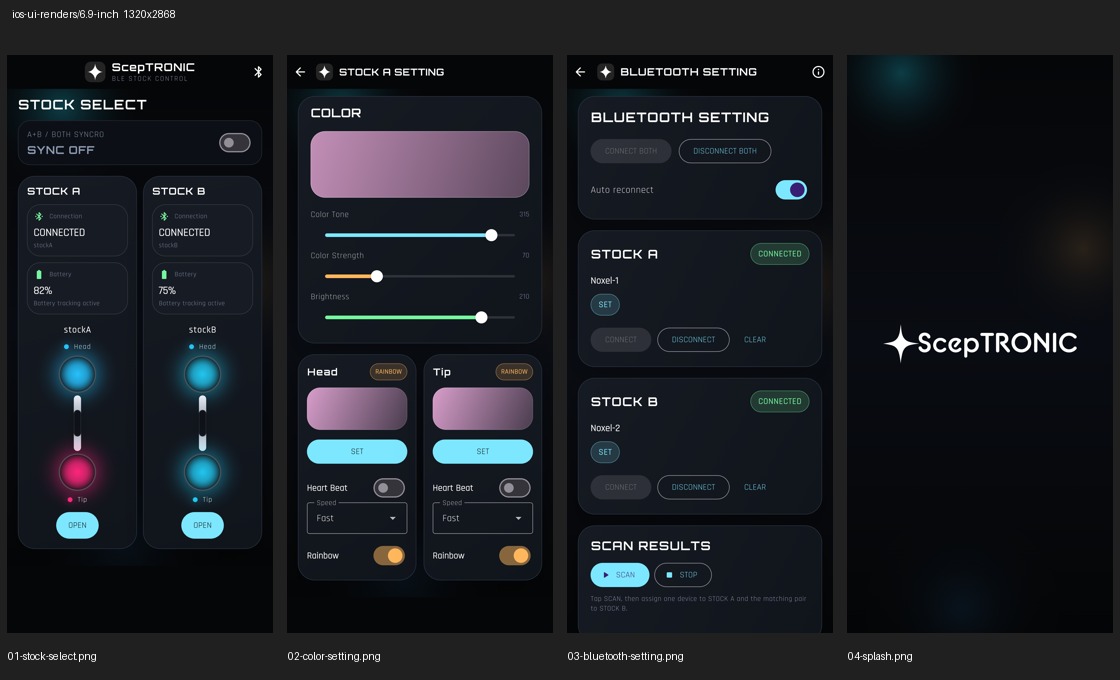 ios-ui-renders/6.9-inch 1320x2868
ScepTRONIC
BLE STOCK CONTROL
STOCK SELECT
A+B / BOTH SYNCRO
SYNC OFF
STOCK A
Connection
CONNECTED
stockA
Battery
82%
Battery tracking active
stockA
Head
Tip
OPEN
STOCK B
Connection
CONNECTED
stockB
Battery
75%
Battery tracking active
stockB
Head
Tip
OPEN
01-stock-select.png
STOCK A SETTING
COLOR
Color Tone 315
Color Strength 70
Brightness 210
Head RAINBOW
SET
Heart Beat
Speed
Fast
Rainbow
Tip RAINBOW
SET
Heart Beat
Speed
Fast
Rainbow
02-color-setting.png
BLUETOOTH SETTING
BLUETOOTH SETTING
CONNECT BOTH DISCONNECT BOTH
Auto reconnect
STOCK A CONNECTED
Noxel-1
SET
CONNECT DISCONNECT CLEAR
STOCK B CONNECTED
Noxel-2
SET
CONNECT DISCONNECT CLEAR
SCAN RESULTS
SCAN STOP
Tap SCAN, then assign one device to STOCK A and the matching pair
to STOCK B.
03-bluetooth-setting.png
ScepTRONIC
04-splash.png